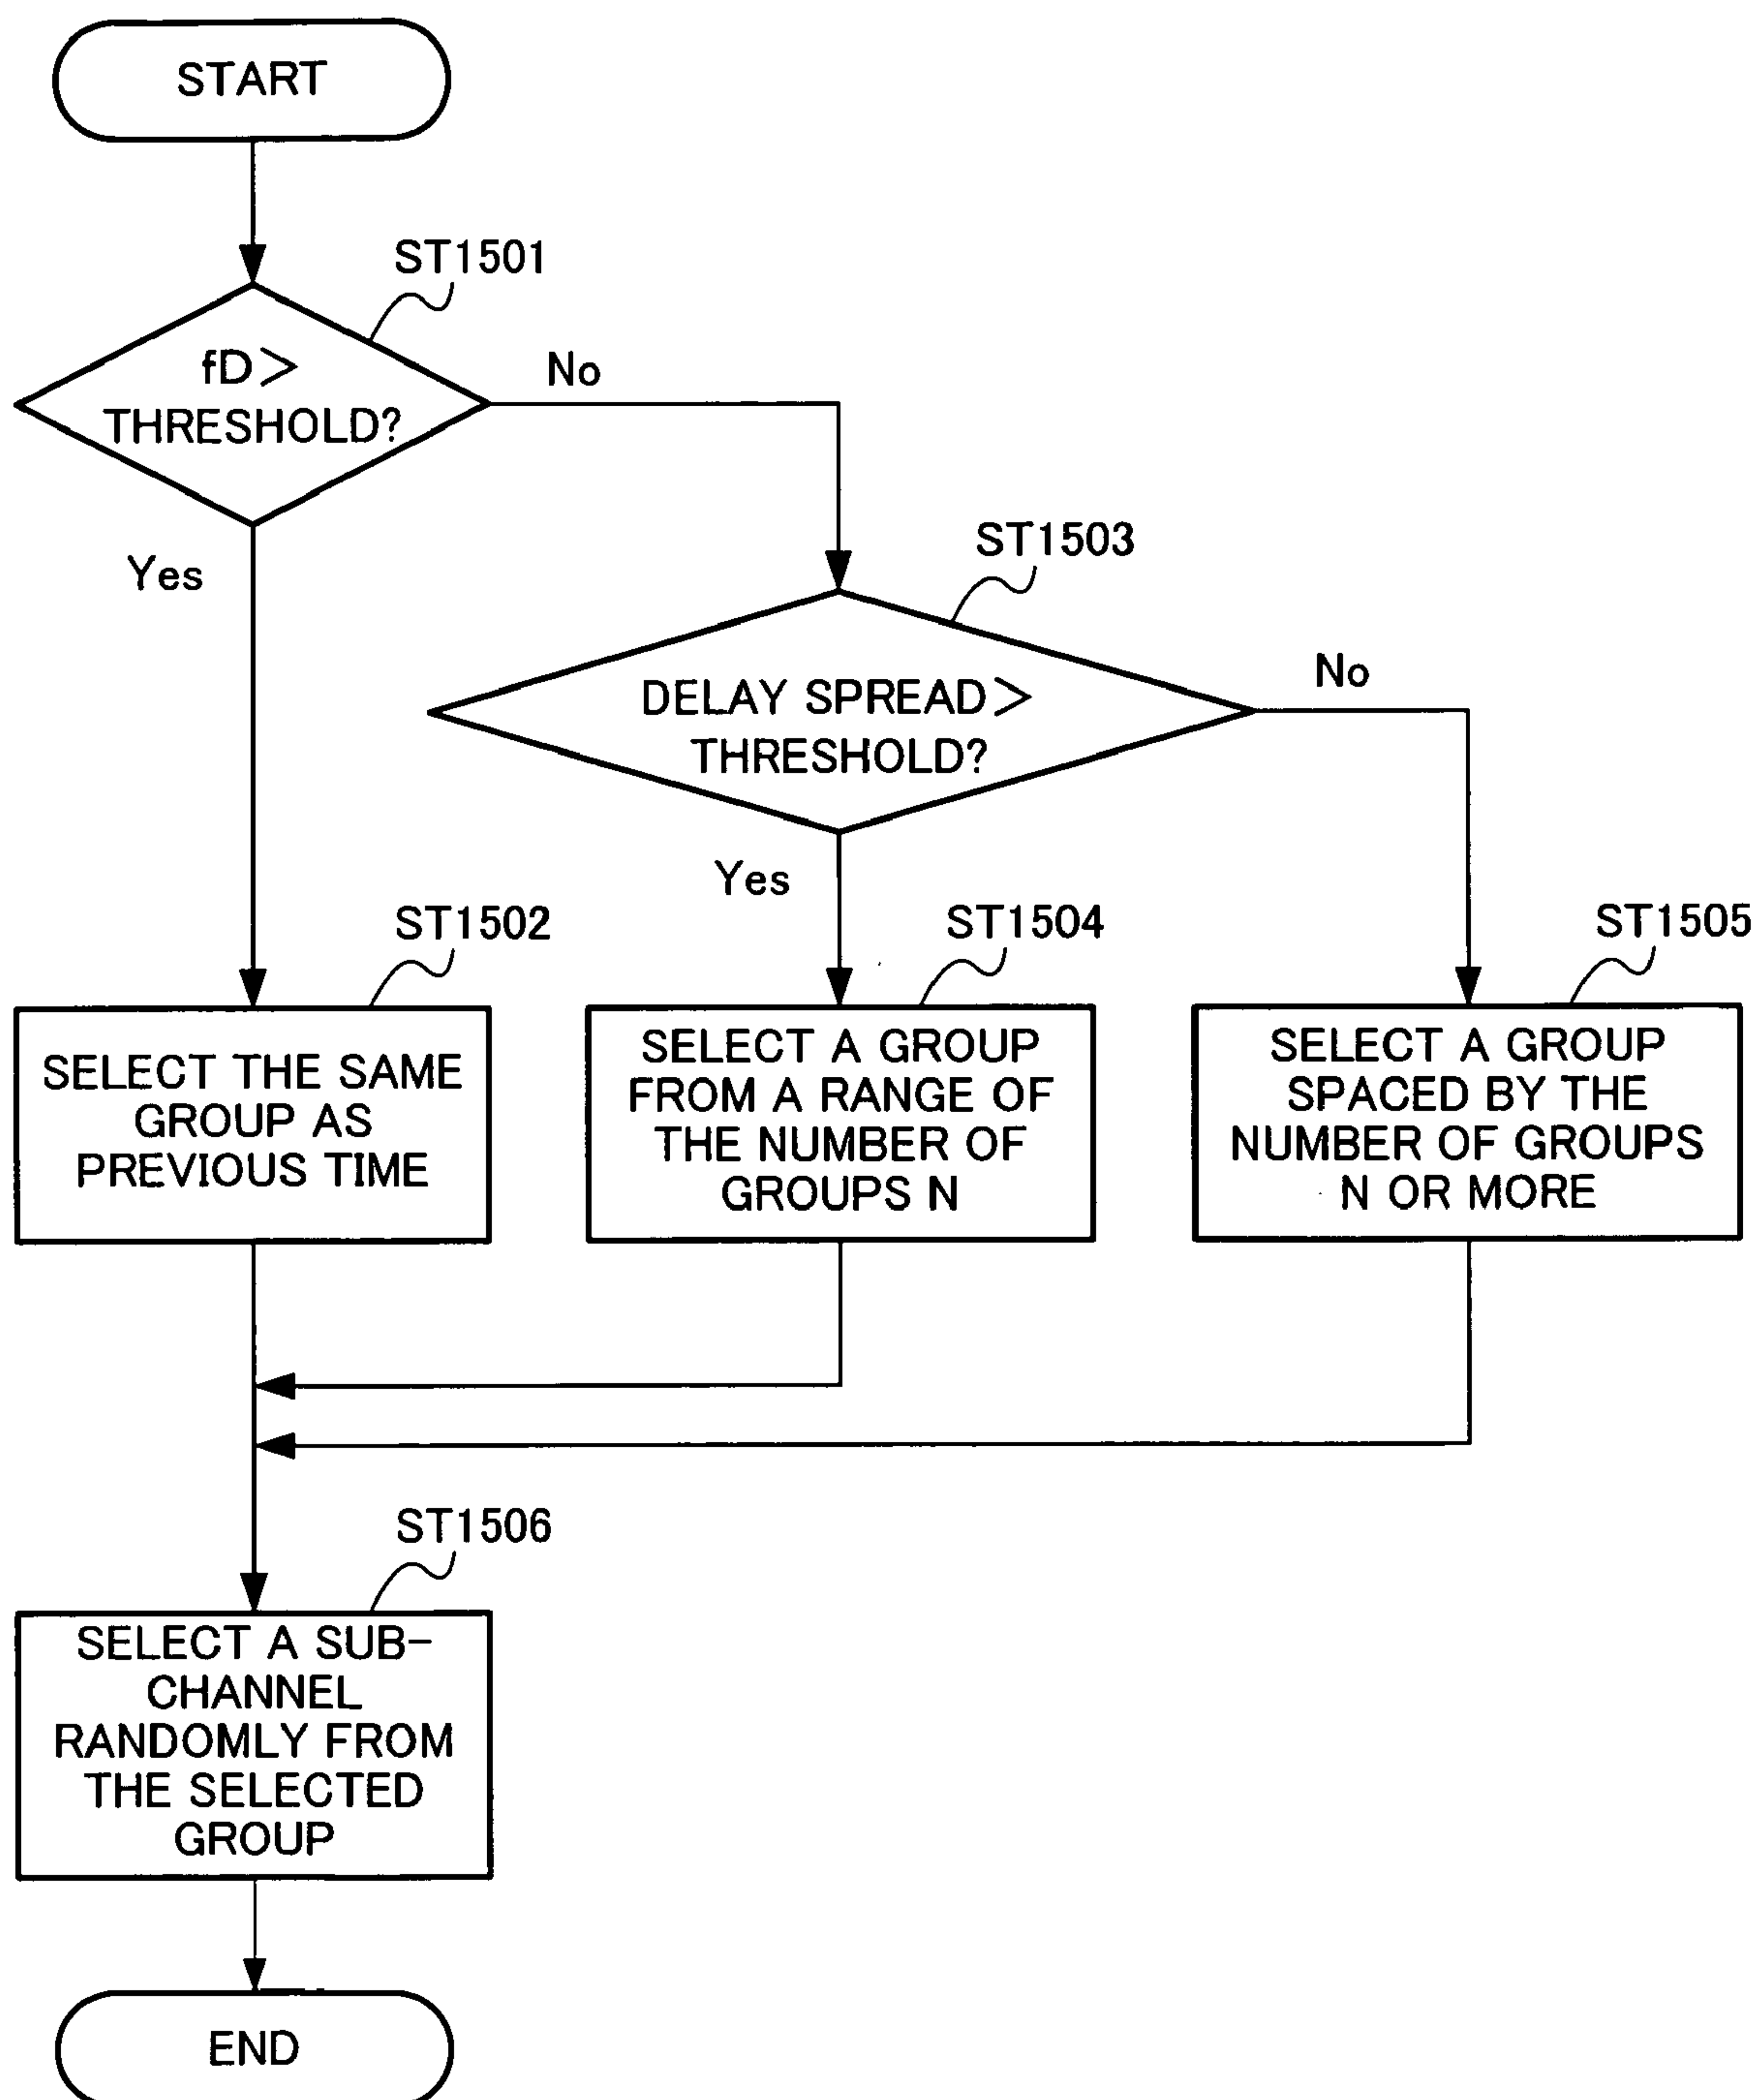 START
ST1501
fD>
THRESHOLD?
No
Yes
ST1503
DELAY SPREAD>
THRESHOLD?
No
Yes
ST1502
SELECT THE SAME
GROUP AS
PREVIOUS TIME
ST1504
SELECT A GROUP
FROM A RANGE OF
THE NUMBER OF
GROUPS N
ST1505
SELECT A GROUP
SPACED BY THE
NUMBER OF GROUPS
N OR MORE
ST1506
SELECT A SUB-
CHANNEL
RANDOMLY FROM
THE SELECTED
GROUP
END